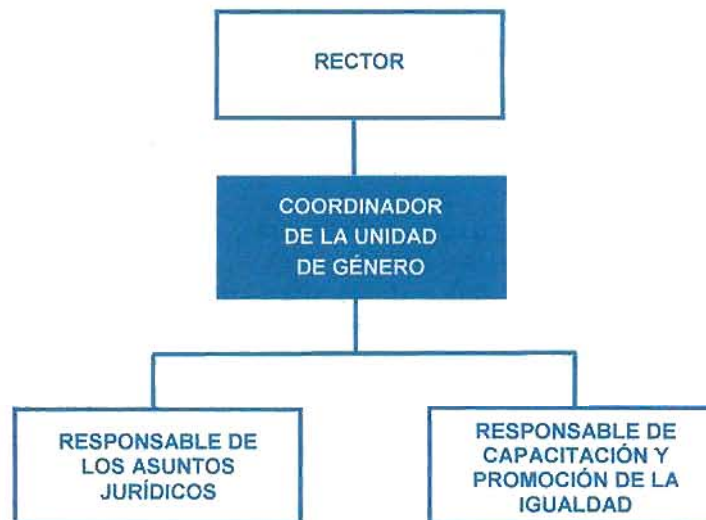 RECTOR
COORDINADOR
DE LA UNIDAD
DE GÉNERO
RESPONSABLE DE
LOS ASUNTOS
JURÍDICOS
RESPONSABLE DE
CAPACITACIÓN Y
PROMOCIÓN DE LA
IGUALDAD